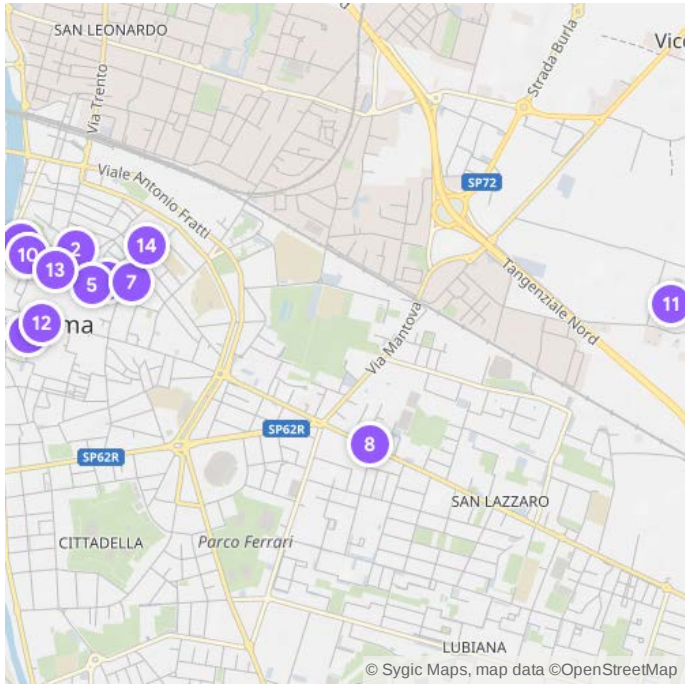 SAN LEONARDO
Via Trento
Strada Burla
Vic
Viale Antonio Fratti
SP72
10
2
14
13
5
7
12
ma
Tangenziale Nord
11
Via Mantova
SP62R
8
SP62R
SAN LAZZARO
CITTADELLA
Parco Ferrari
LUBIANA
© Sygic Maps, map data ©OpenStreetMap